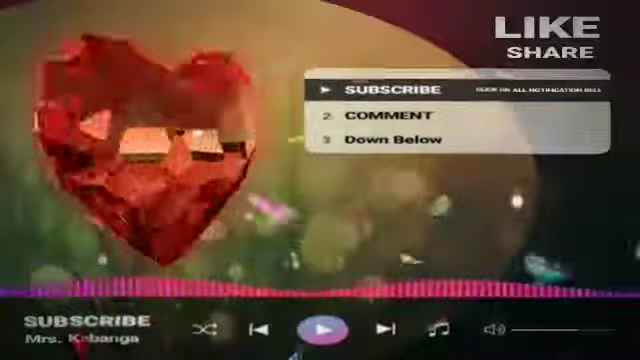 LIKE
SHARE
SUBSCRIBE CLICK ON ALL NOTIFICATION BELL
2 COMMENT
3 Down Below
SUBSCRIBE
Mrs. Kabanga